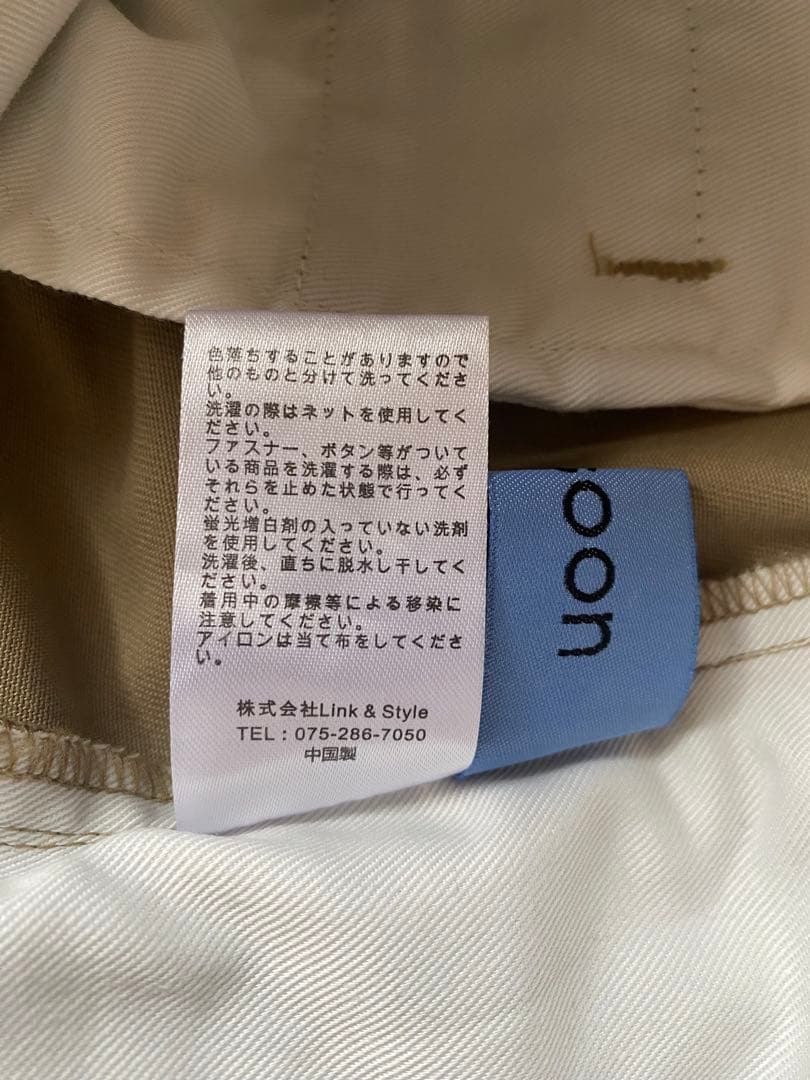 色落ちすることがありますので
他のものと分けて洗ってくださ
い。
洗濯の際はネットを使用してく
ださい。
ファスナー、ボタン等がついて
いる商品を洗濯する際は、必ず
それらを止めた状態で行ってく
ださい。
蛍光増白剤の入っていない洗剤
を使用してください。
洗濯後、直ちに脱水し干してく
ださい。
着用中の摩擦等による移染に
注意してください。
アイロンは当て布をしてくださ
い。
株式会社Link & Style
TEL : 075-286-7050
中国製